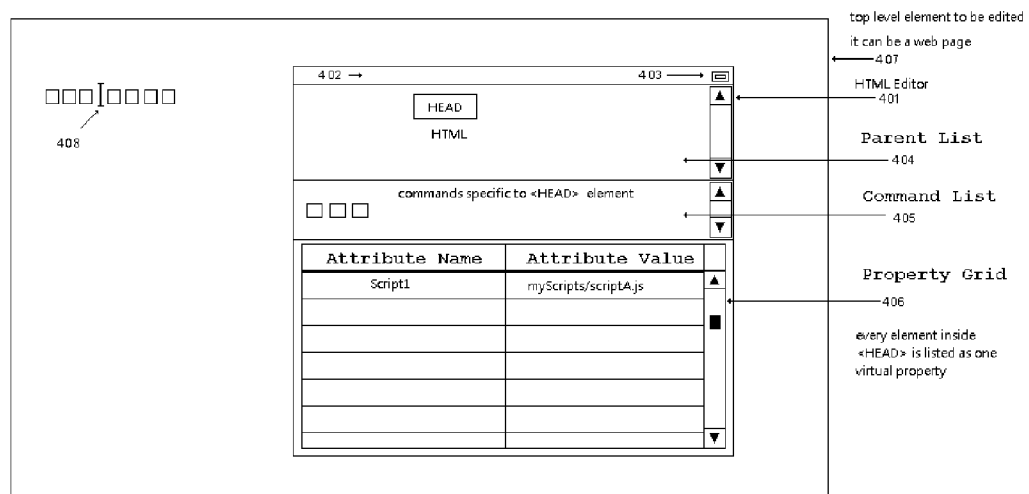 top level element to be edited
it can be a web page
407
402
403
HTML Editor
401
HEAD
HTML
408
Parent List
404
commands specific to <HEAD> element
Command List
405
Attribute Name
Attribute Value
Script1
myScripts/scriptA.js
Property Grid
406
every element inside
<HEAD> is listed as one
virtual property